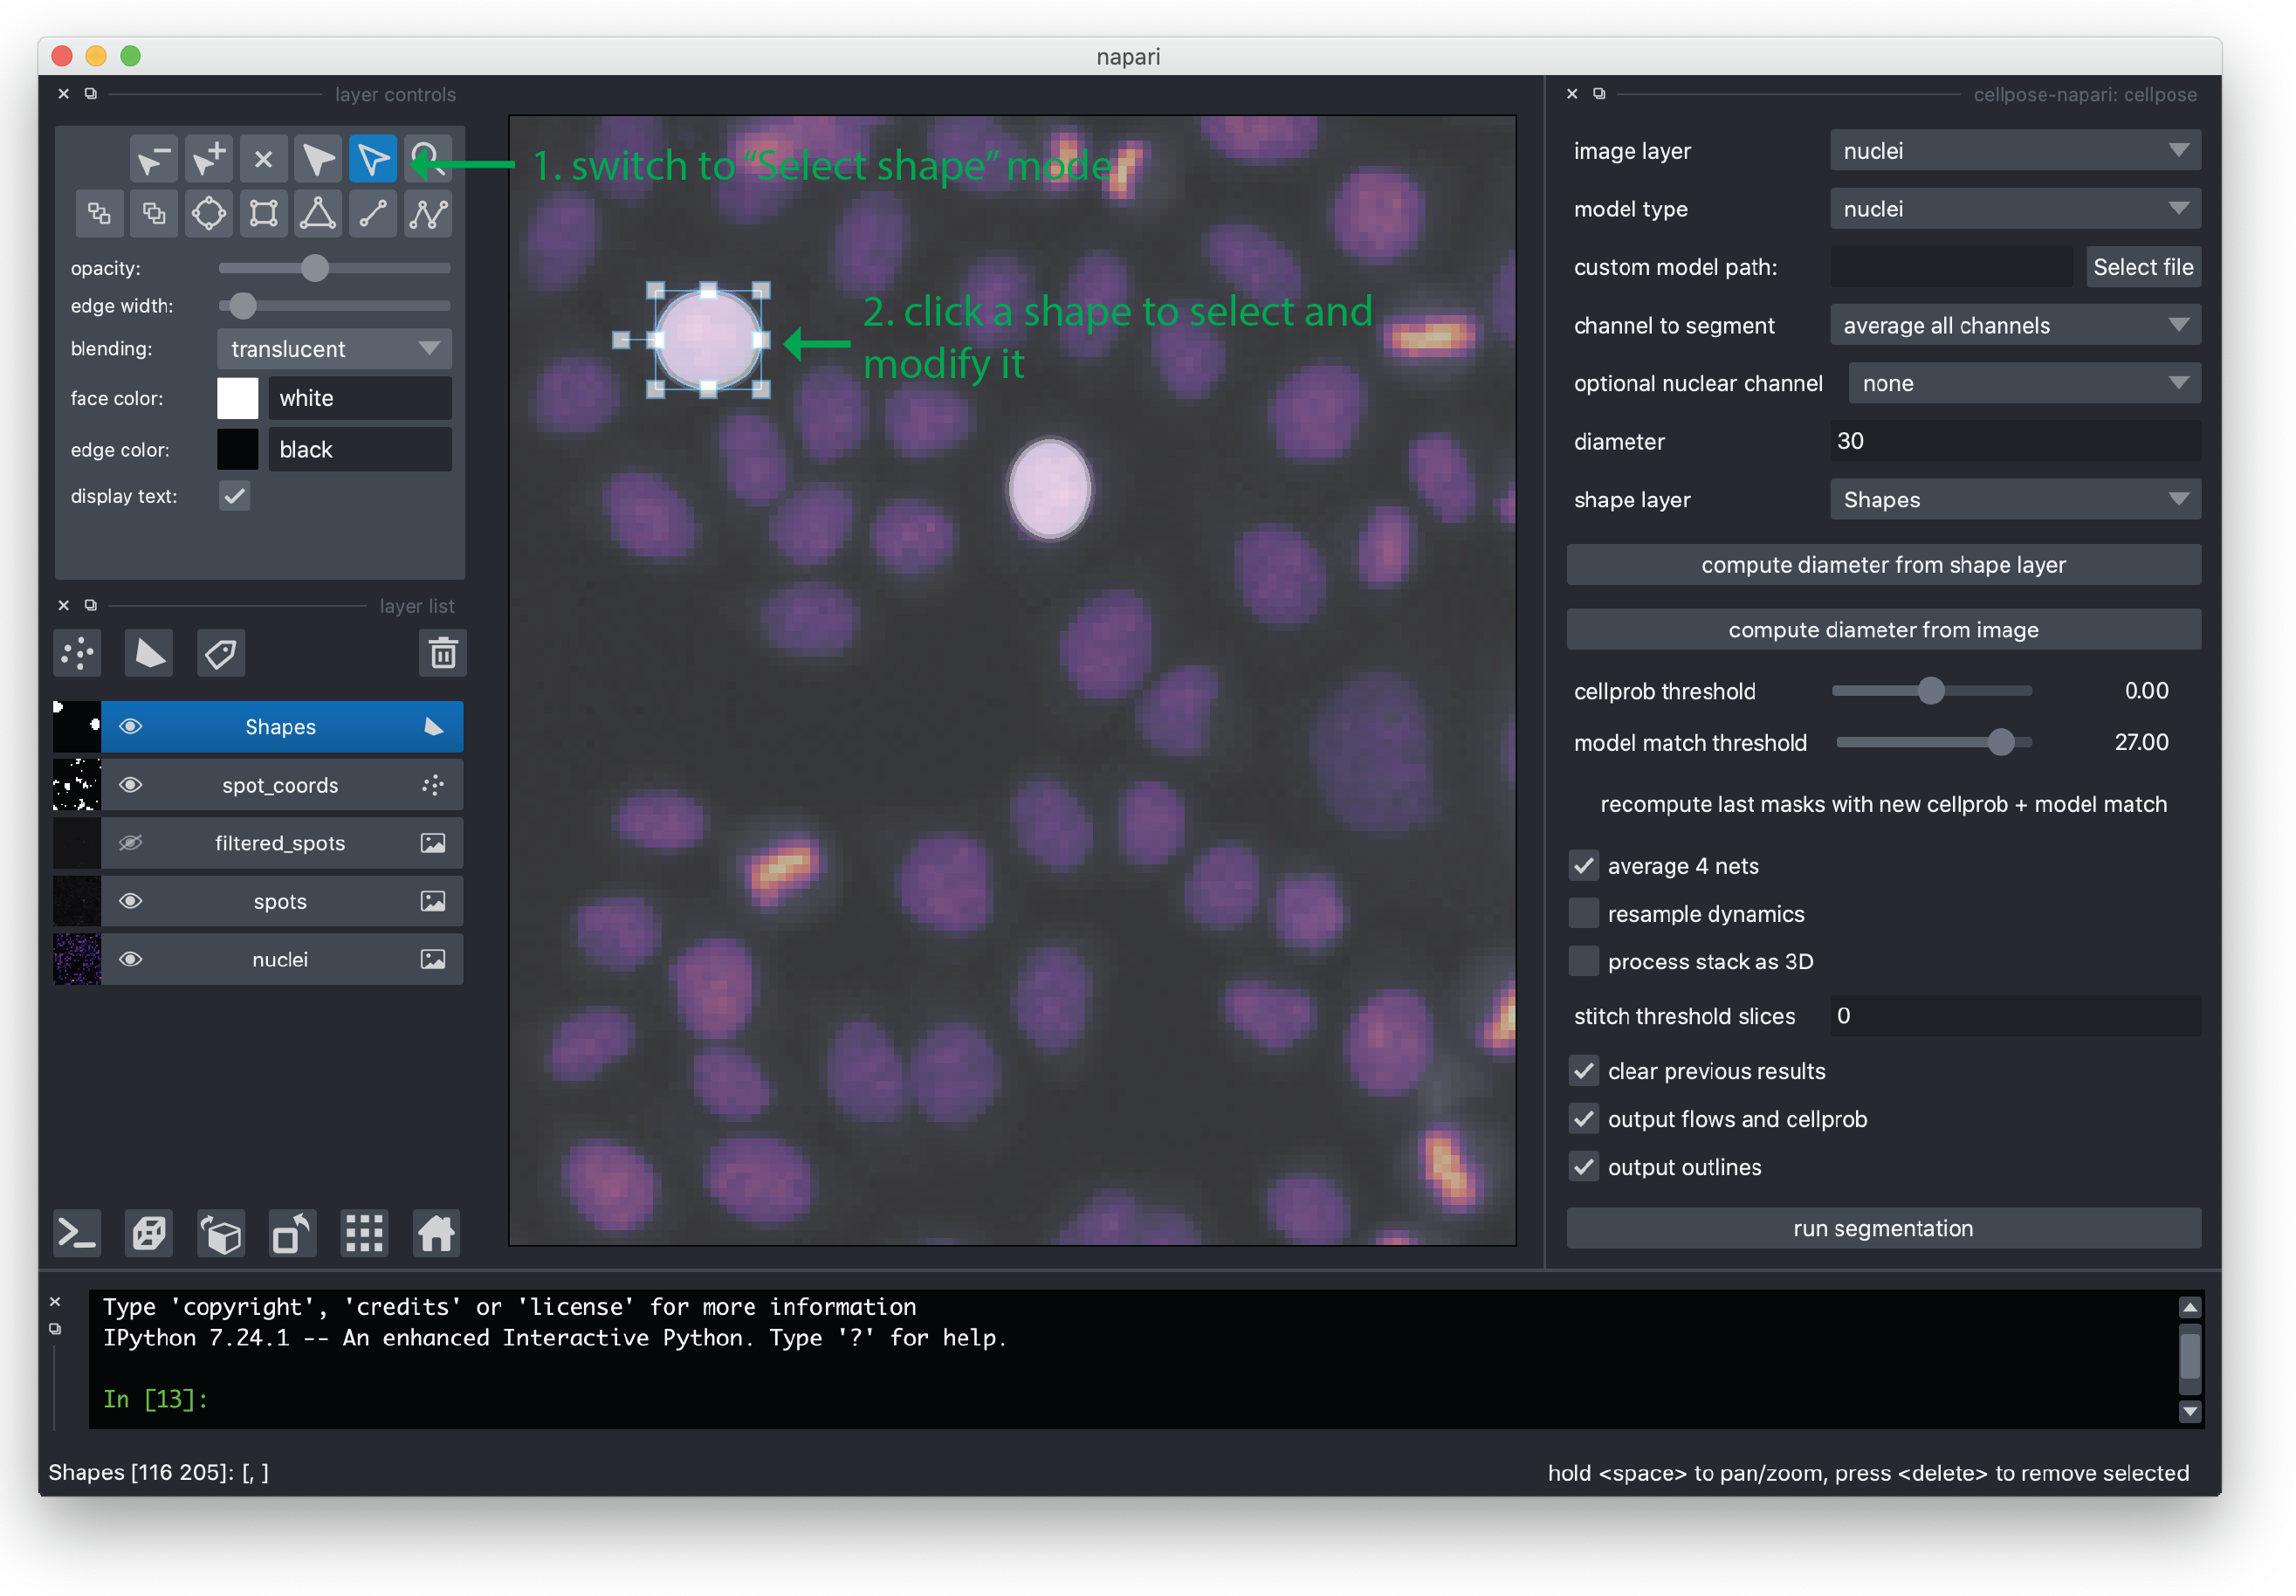 napari
layer controls
1. switch to “Select shape” mode
opacity:
edge width:
blending: translucent
face color: white
edge color: black
display text:
2. click a shape to select and
modify it
layer list
Shapes
spot_coords
filtered_spots
spots
nuclei
cellpose-napari: cellpose
image layer nuclei
model type nuclei
custom model path: Select file
channel to segment average all channels
optional nuclear channel none
diameter 30
shape layer Shapes
compute diameter from shape layer
compute diameter from image
cellprob threshold 0.00
model match threshold 27.00
recompute last masks with new cellprob + model match
average 4 nets
resample dynamics
process stack as 3D
stitch threshold slices 0
clear previous results
output flows and cellprob
output outlines
run segmentation
Type 'copyright', 'credits' or 'license' for more information
IPython 7.24.1 -- An enhanced Interactive Python. Type '?' for help.
In [13]:
Shapes [116 205]: [, ]
hold <space> to pan/zoom, press <delete> to remove selected